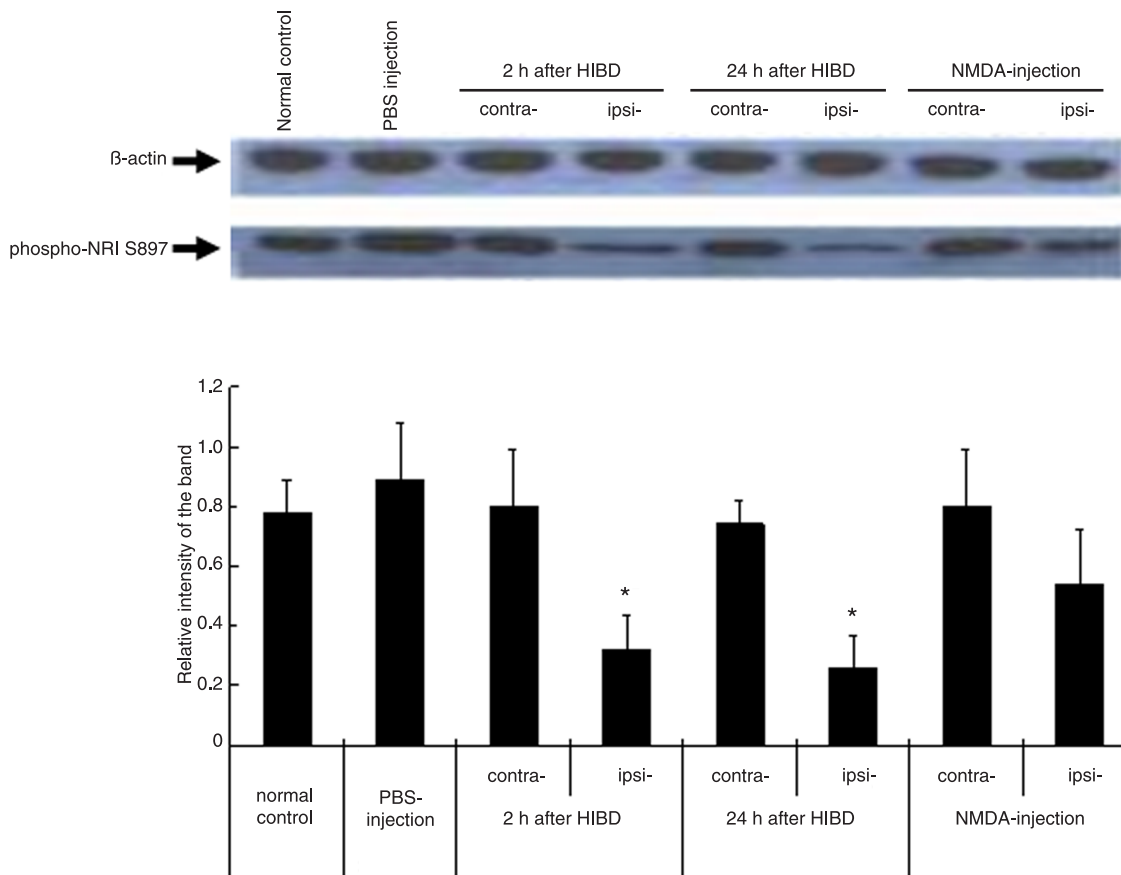 Normal control
PBS injection
2 h after HIBD
24 h after HIBD
NMDA-injection
contra-
ipsi-
contra-
ipsi-
contra-
ipsi-
ß-actin
phospho-NRI S897
Relative intensity of the band
1.2
1.0
0.8
0.6
0.4
0.2
0
*
*
normal
control
PBS-
injection
contra-
ipsi-
contra-
ipsi-
contra-
ipsi-
2 h after HIBD
24 h after HIBD
NMDA-injection